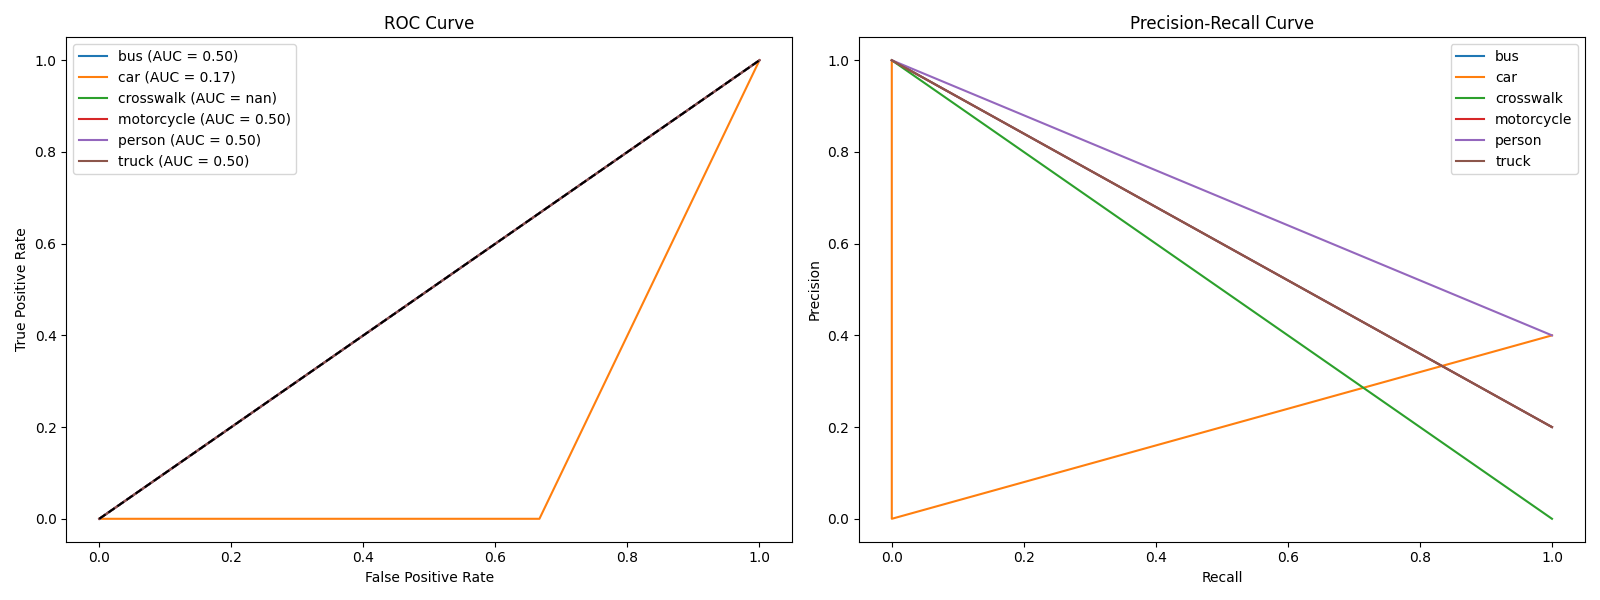 ROC Curve
True Positive Rate
1.0
0.8
0.6
0.4
0.2
0.0
bus (AUC = 0.50)
car (AUC = 0.17)
crosswalk (AUC = nan)
motorcycle (AUC = 0.50)
person (AUC = 0.50)
truck (AUC = 0.50)
0.0 0.2 0.4 0.6 0.8 1.0
False Positive Rate
Precision-Recall Curve
Precision
1.0
0.8
0.6
0.4
0.2
0.0
bus
car
crosswalk
motorcycle
person
truck
0.0 0.2 0.4 0.6 0.8 1.0
Recall